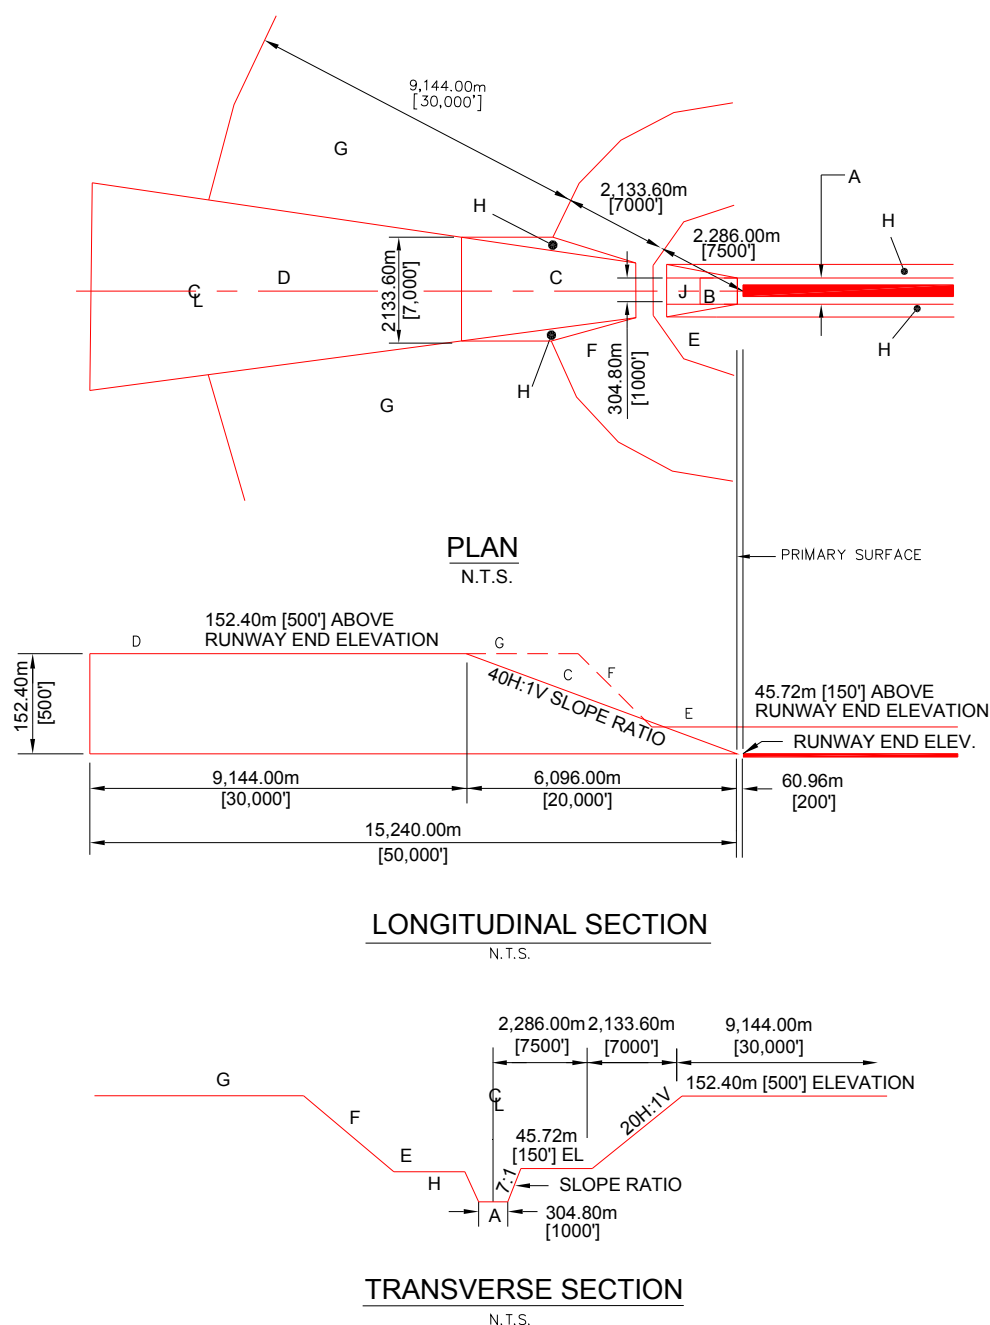 9,144.00m
[30,000']
G
2,133.60m
[7000']
A
H
H
2.286.00m
[7500']
D
C
J
B
CL
2133.60m
[7,000']
F
E
H
H
304.80m
[1000']
G
PLAN
N.T.S.
PRIMARY SURFACE
152.40m [500'] ABOVE
RUNWAY END ELEVATION
D
G
F
C
40H:1V SLOPE RATIO
E
45.72m [150'] ABOVE
RUNWAY END ELEVATION
RUNWAY END ELEV.
152.40m
[500']
9,144.00m
[30,000']
6,096.00m
[20,000']
60.96m
[200']
15,240.00m
[50,000']
LONGITUDINAL SECTION
N.T.S.
2,286.00m
[7500']
2,133.60m
[7000']
9,144.00m
[30,000']
G
152.40m [500'] ELEVATION
CL
F
20H:1V
E
45.72m
[150'] EL
H
7:1
SLOPE RATIO
A
304.80m
[1000']
TRANSVERSE SECTION
N.T.S.